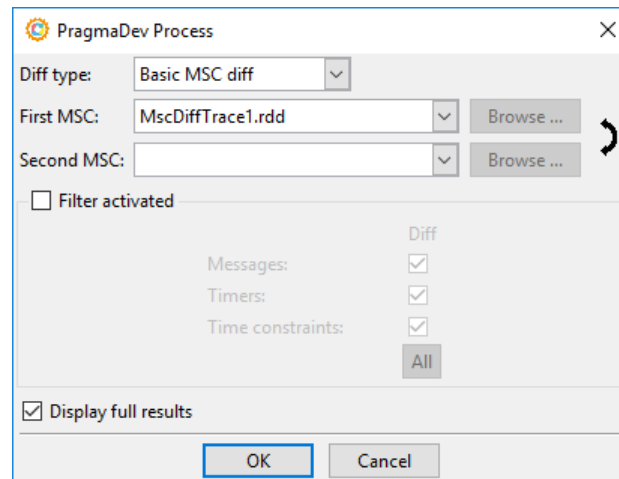 PragmaDev Process
Diff type: Basic MSC diff
First MSC: MscDiffTrace1.rdd Browse ...
Second MSC: Browse ...
Filter activated
Diff
Messages:
Timers:
Time constraints:
All
Display full results
OK Cancel